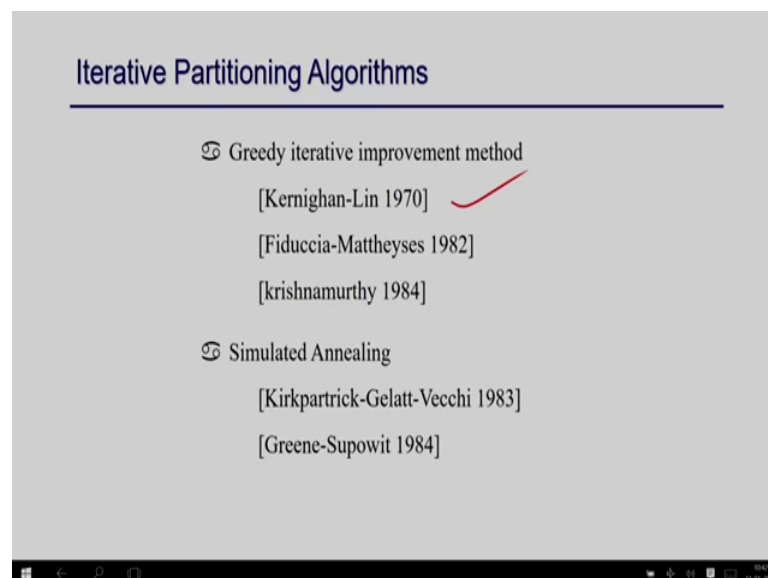 Iterative Partitioning Algorithms
Greedy iterative improvement method
[Kernighan-Lin 1970]
[Fiduccia-Mattheyses 1982]
[krishnamurthy 1984]
Simulated Annealing
[Kirkpartrick-Gelatt-Vecchi 1983]
[Greene-Supowit 1984]